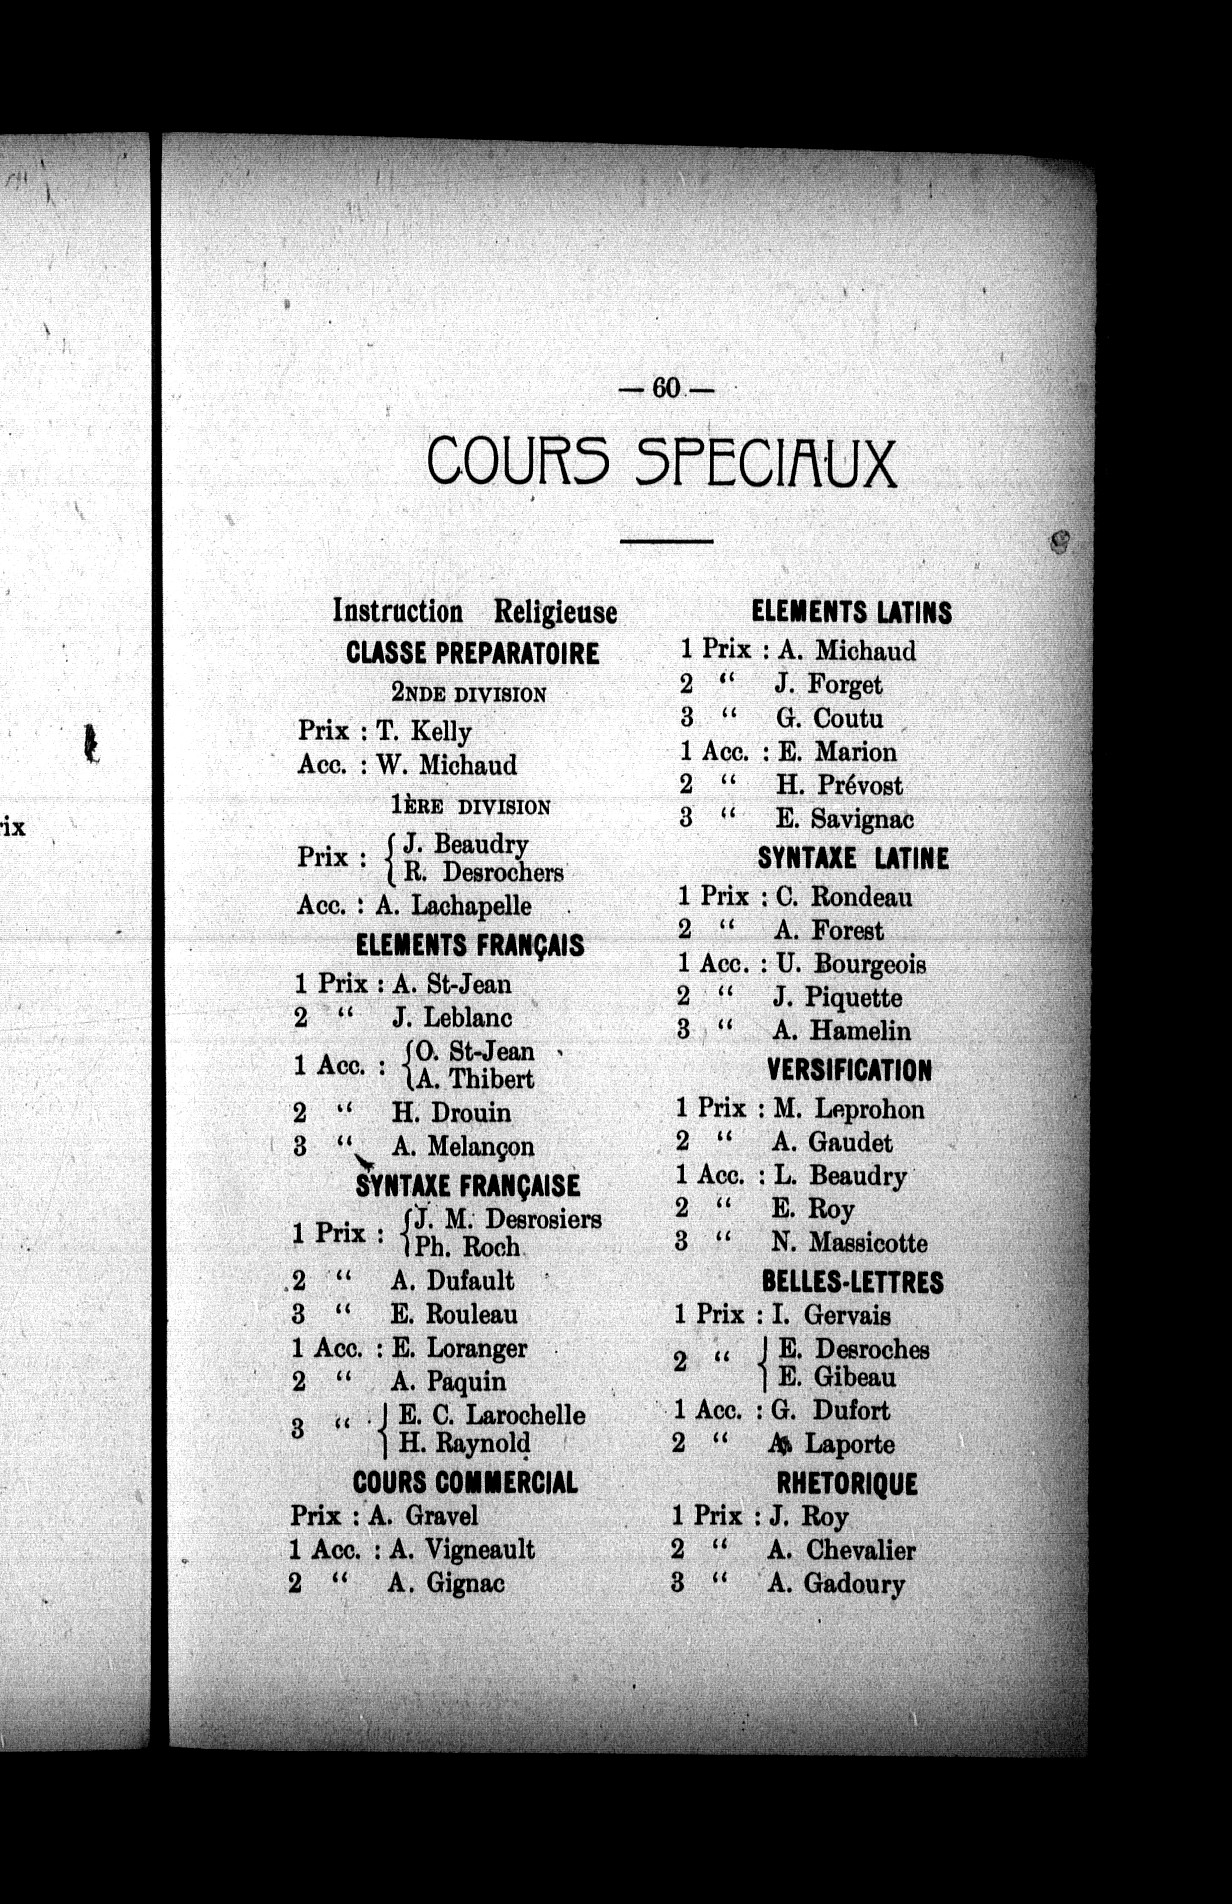 — 60 —
COURS SPECIAUX
Instruction Religieuse
CLASSE PREPARATOIRE
2NDE DIVISION
Prix : T. Kelly
Acc. : W. Michaud
1ÈRE DIVISION
Prix : { J. Beaudry
R. Desrochers
Acc. : A. Lachapelle
ELEMENTS FRANÇAIS
1 Prix : A. St-Jean
2 “ J. Leblanc
1 Acc. : { O. St-Jean
A. Thibert
2 “ H. Drouin
3 “ A. Melançon
SYNTAXE FRANÇAISE
1 Prix : { J. M. Desrosiers
Ph. Roch
2 “ A. Dufault
3 “ E. Rouleau
1 Acc. : E. Loranger
2 “ A. Paquin
3 “ { E. C. Larochelle
H. Raynold
COURS COMMERCIAL
Prix : A. Gravel
1 Acc. : A. Vigneault
2 “ A. Gignac
ELEMENTS LATINS
1 Prix : A. Michaud
2 “ J. Forget
3 “ G. Coutu
1 Acc. : E. Marion
2 “ H. Prévost
3 “ E. Savignac
SYNTAXE LATINE
1 Prix : C. Rondeau
2 “ A. Forest
1 Acc. : U. Bourgeois
2 “ J. Piquette
3 “ A. Hamelin
VERSIFICATION
1 Prix : M. Leprohon
2 “ A. Gaudet
1 Acc. : L. Beaudry
2 “ E. Roy
3 “ N. Massicotte
BELLES-LETTRES
1 Prix : I. Gervais
2 “ { E. Desroches
E. Gibeau
1 Acc. : G. Dufort
2 “ A. Laporte
RHETORIQUE
1 Prix : J. Roy
2 “ A. Chevalier
3 “ A. Gadoury